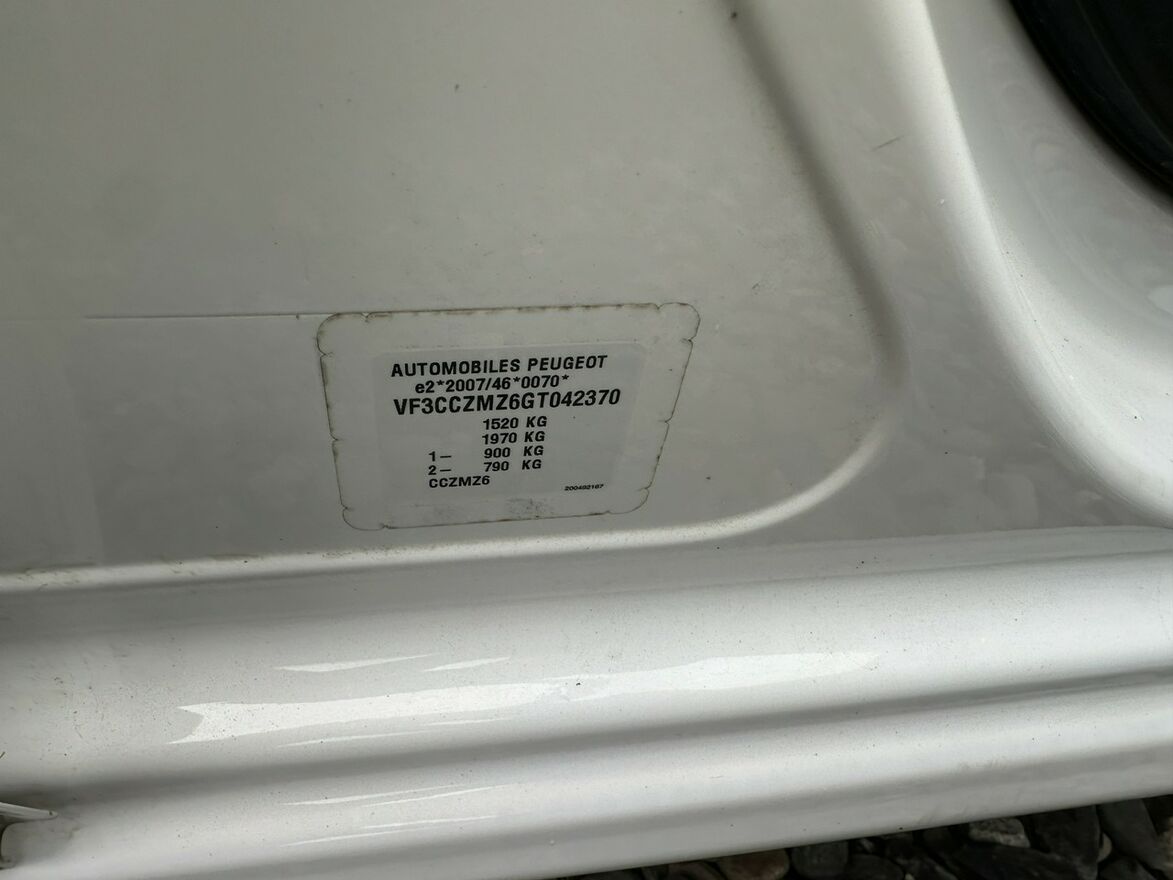 AUTOMOBILES PEUGEOT
e2*2007/46*0070*
VF3CCZMZ6GT042370
1520 KG
1970 KG
1– 900 KG
2– 790 KG
CCZMZ6 200492167